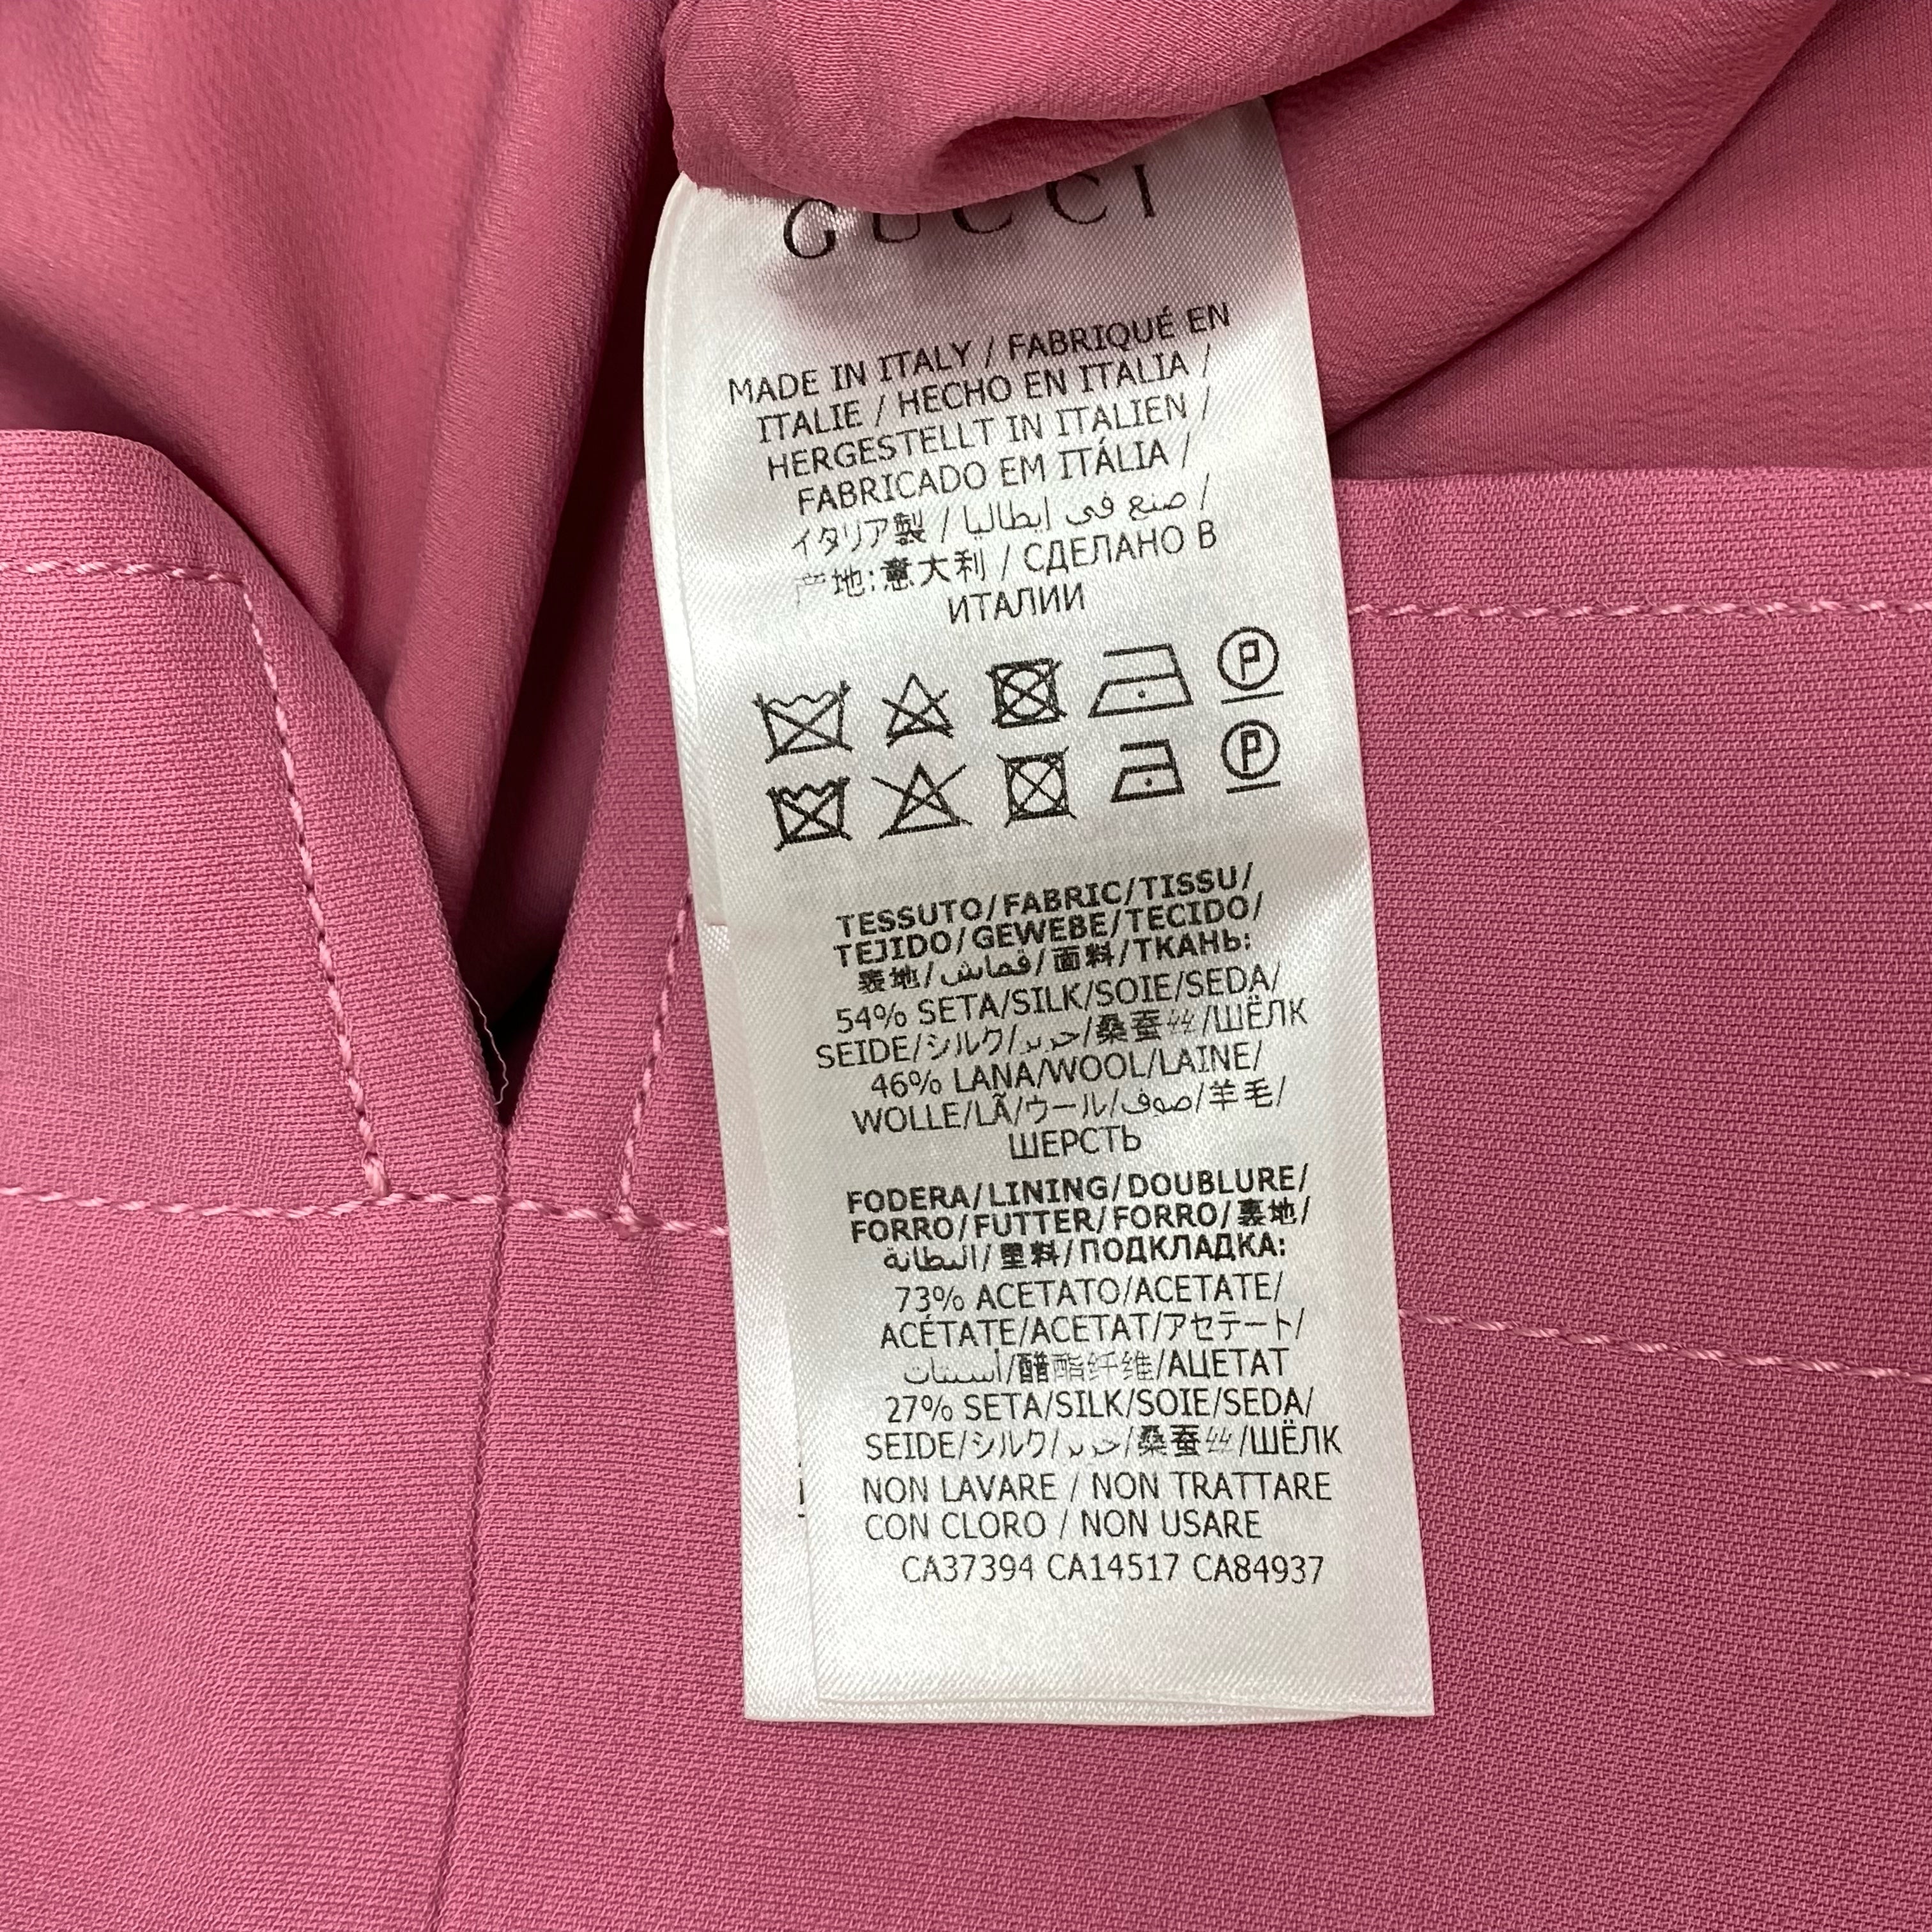 GUCCI
MADE IN ITALY / FABRIQUÉ EN
ITALIE / HECHO EN ITALIA /
HERGESTELLT IN ITALIEN /
FABRICADO EM ITÁLIA /
イタリア製 / صنع في ايطاليا /
产地:意大利 / СДЕЛАНО В
ИТАЛИИ
P
P
TESSUTO/FABRIC/TISSU/
TEJIDO/GEWEBE/TECIDO/
表地/قماش/面料/ТКАНЬ:
54% SETA/SILK/SOIE/SEDA/
SEIDE/シルク/حرير/桑蚕丝/ШЁЛК
46% LANA/WOOL/LAINE/
WOLLE/LÃ/ウール/صوف/羊毛/
ШЕРСТЬ
FODERA/LINING/DOUBLURE/
FORRO/FUTTER/FORRO/裏地/
البطانة/里料/ПОДКЛАДКА:
73% ACETATO/ACETATE/
ACÉTATE/ACETAT/アセテート/
أسيتات/醋酯纤维/АЦЕТАТ
27% SETA/SILK/SOIE/SEDA/
SEIDE/シルク/حرير/桑蚕丝/ШЁЛК
NON LAVARE / NON TRATTARE
CON CLORO / NON USARE
CA37394 CA14517 CA84937